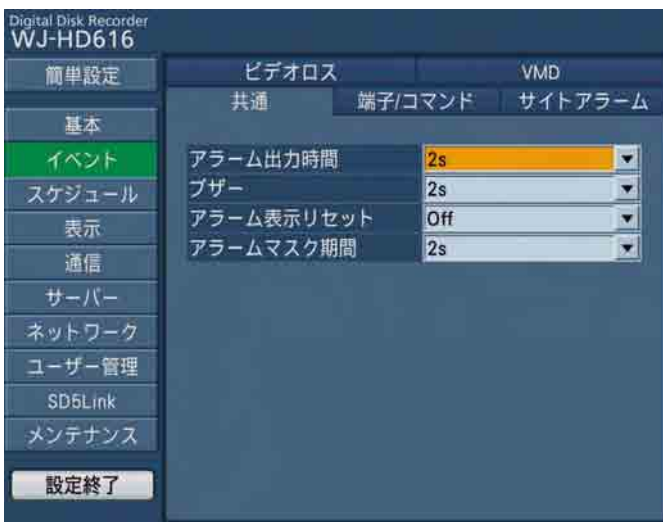 Digital Disk Recorder
WJ-HD616
簡単設定
基本
イベント
スケジュール
表示
通信
サーバー
ネットワーク
ユーザー管理
SD5Link
メンテナンス
設定終了
ビデオロス VMD
共通 端子/コマンド サイトアラーム
アラーム出力時間 2s
ブザー 2s
アラーム表示リセット Off
アラームマスク期間 2s